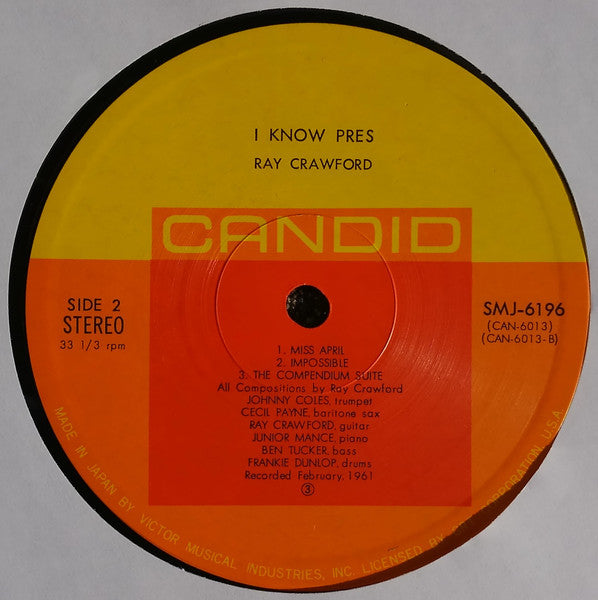 I KNOW PRES
RAY CRAWFORD
CANDID
SIDE 2
STEREO
33 1/3 rpm
SMJ-6196
(CAN-6013)
(CAN-6013-B)
1. MISS APRIL
2. IMPOSSIBLE
3. THE COMPENDIUM SUITE
All Compositions by Ray Crawford
JOHNNY COLES, trumpet
CECIL PAYNE, baritone sax
RAY CRAWFORD, guitar
JUNIOR MANCE, piano
BEN TUCKER, bass
FRANKIE DUNLOP, drums
Recorded February, 1961
③
MADE IN JAPAN BY VICTOR MUSICAL INDUSTRIES, INC. LICENSED BY CORPORATION, U.S.A.